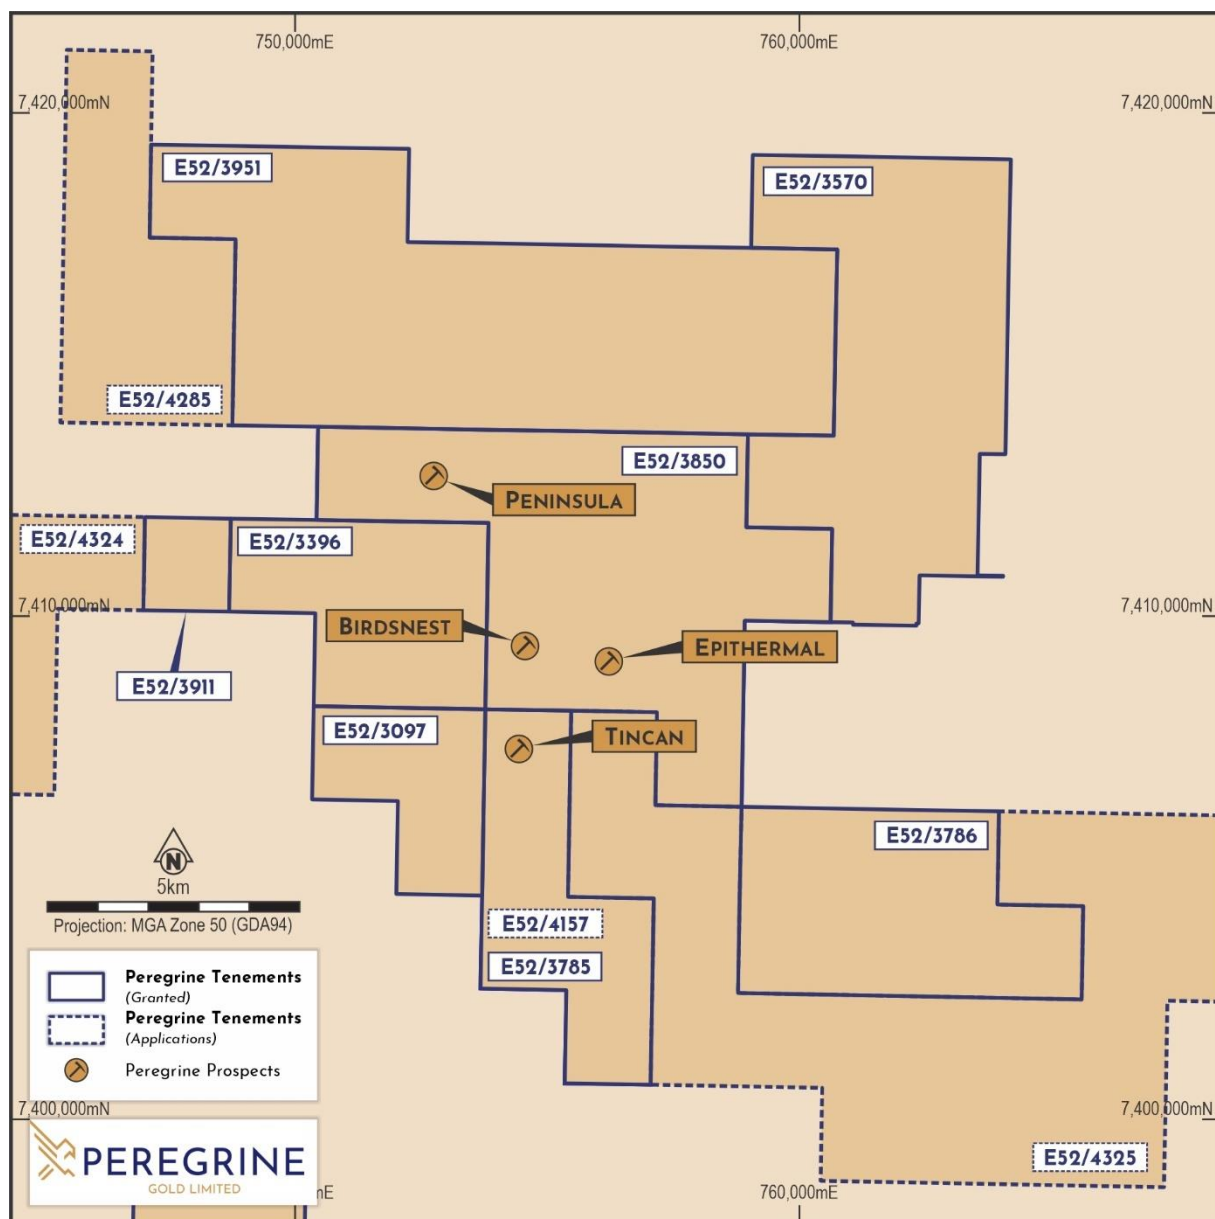 750,000mE
760,000mE
7,420,000mN
7,420,000mN
E52/3951
E52/3570
E52/4285
E52/3850
PENINSULA
E52/4324
E52/3396
7,410,000mN
7,410,000mN
BIRDSNEST
EPITHERMAL
E52/3911
E52/3097
TINCAN
E52/3786
N
5km
Projection: MGA Zone 50 (GDA94)
E52/4157
E52/3785
Peregrine Tenements
(Granted)
Peregrine Tenements
(Applications)
Peregrine Prospects
7,400,000mN
7,400,000mN
E52/4325
PEREGRINE
GOLD LIMITED
mE
760,000mE